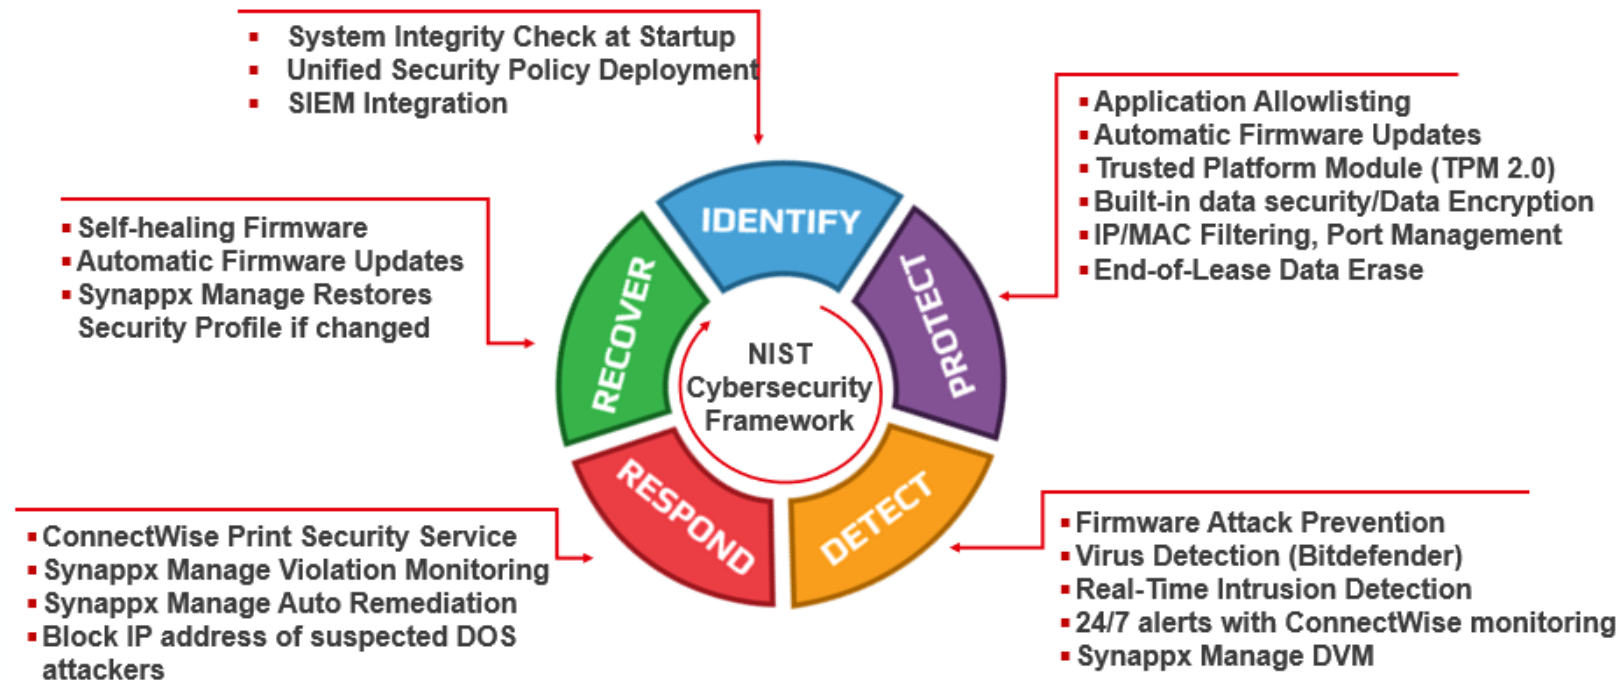 System Integrity Check at Startup
Unified Security Policy Deployment
SIEM Integration
Application Allowlisting
Automatic Firmware Updates
Trusted Platform Module (TPM 2.0)
Built-in data security/Data Encryption
IP/MAC Filtering, Port Management
End-of-Lease Data Erase
Self-healing Firmware
Automatic Firmware Updates
Synappx Manage Restores
Security Profile if changed
IDENTIFY
PROTECT
DETECT
RESPOND
RECOVER
NIST
Cybersecurity
Framework
ConnectWise Print Security Service
Synappx Manage Violation Monitoring
Synappx Manage Auto Remediation
Block IP address of suspected DOS
attackers
Firmware Attack Prevention
Virus Detection (Bitdefender)
Real-Time Intrusion Detection
24/7 alerts with ConnectWise monitoring
Synappx Manage DVM